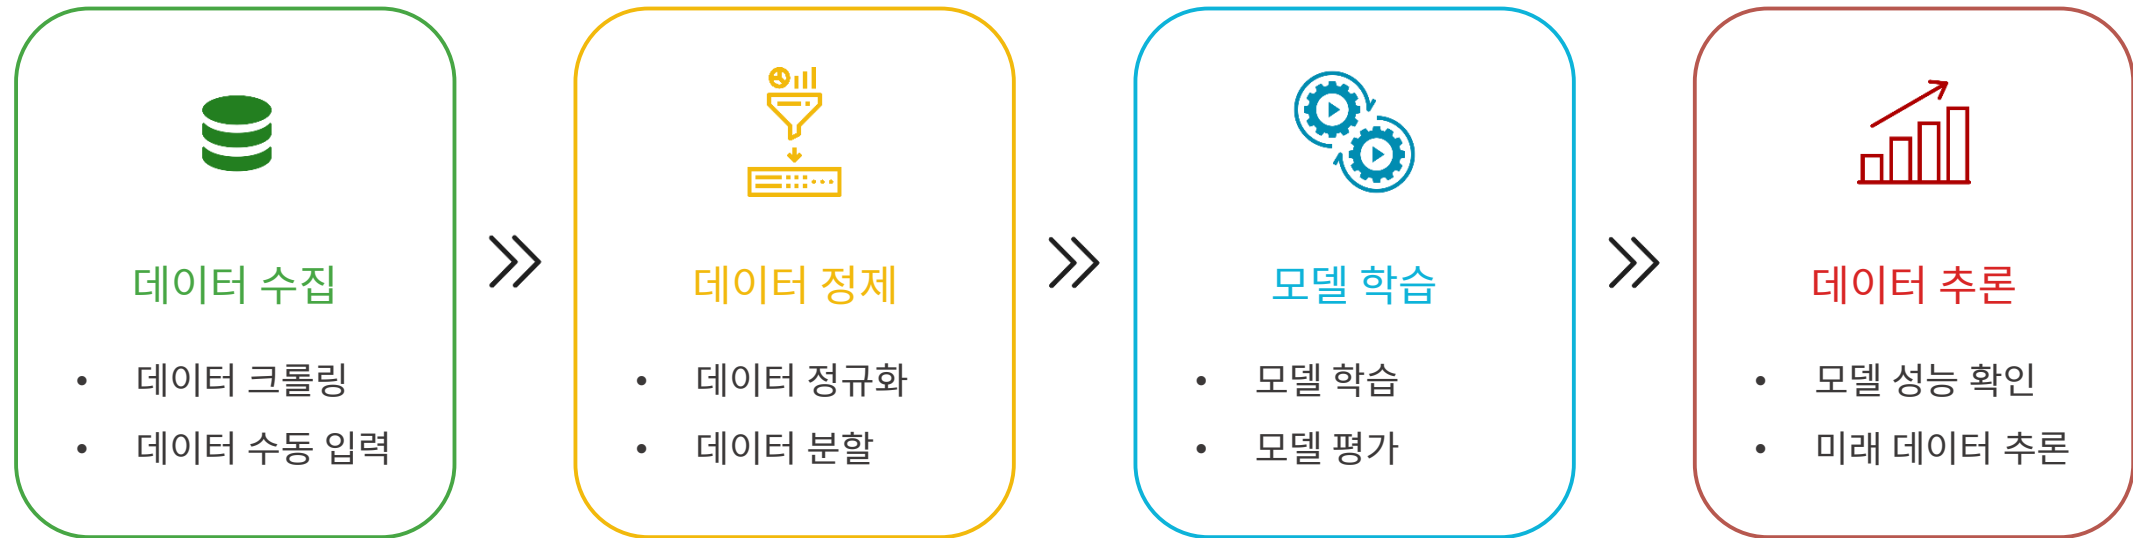 데이터 수집
• 데이터 크롤링
• 데이터 수동 입력
데이터 정제
• 데이터 정규화
• 데이터 분할
모델 학습
• 모델 학습
• 모델 평가
데이터 추론
• 모델 성능 확인
• 미래 데이터 추론